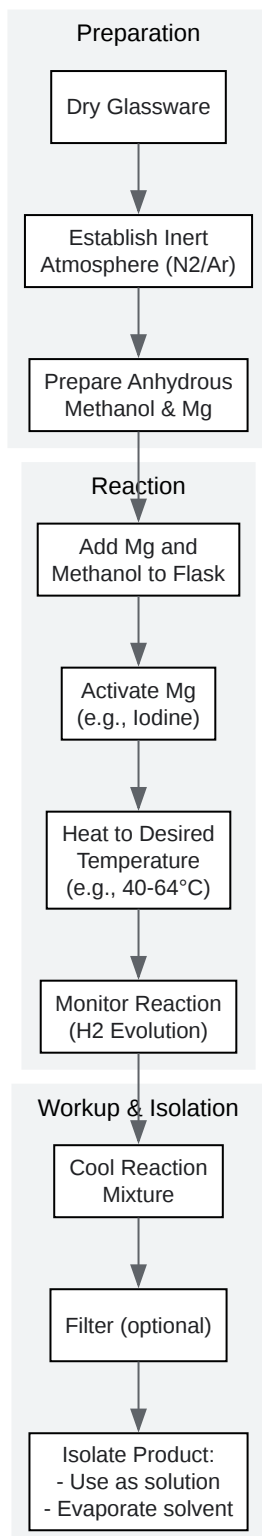 Preparation
Dry Glassware
Establish Inert
Atmosphere (N2/Ar)
Prepare Anhydrous
Methanol & Mg
Reaction
Add Mg and
Methanol to Flask
Activate Mg
(e.g., Iodine)
Heat to Desired
Temperature
(e.g., 40-64°C)
Monitor Reaction
(H2 Evolution)
Workup & Isolation
Cool Reaction
Mixture
Filter (optional)
Isolate Product:
- Use as solution
- Evaporate solvent